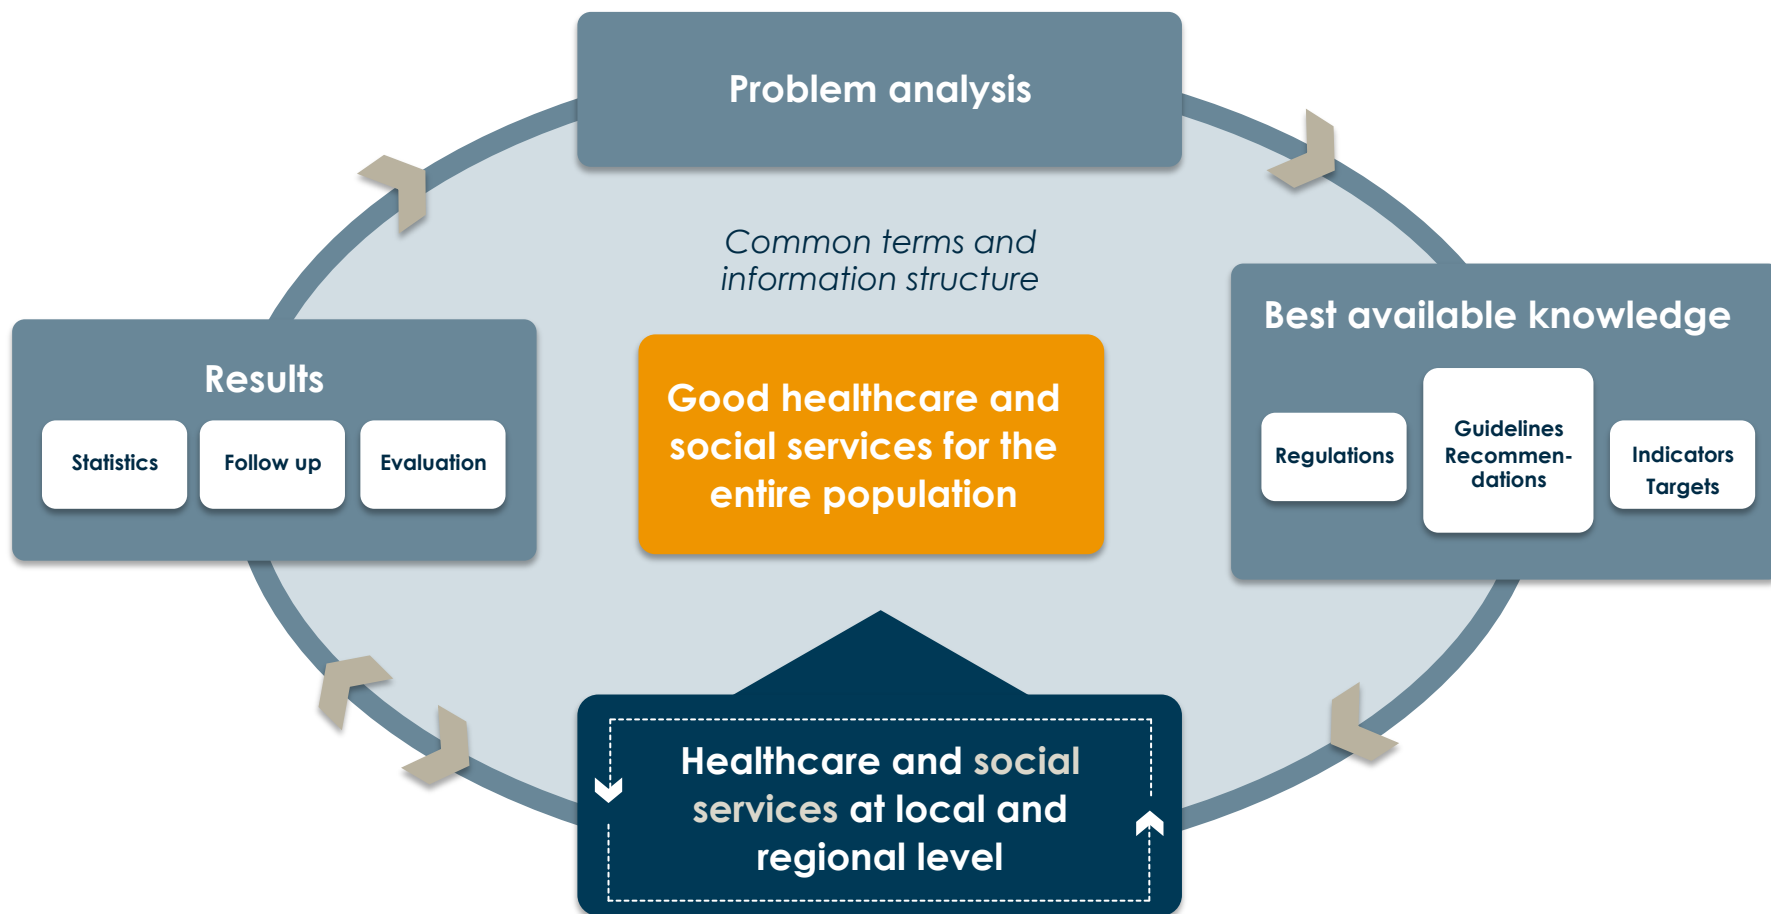 Problem analysis
Common terms and
information structure
Best available knowledge
Regulations
Guidelines
Recommen-
dations
Indicators
Targets
Results
Statistics
Follow up
Evaluation
Good healthcare and
social services for the
entire population
Healthcare and social
services at local and
regional level